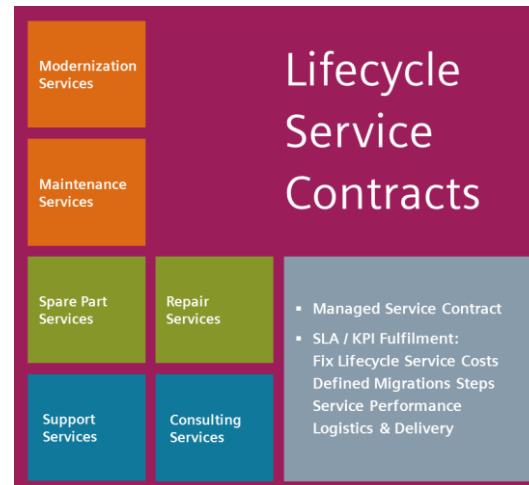 Modernization
Services
Lifecycle
Service
Contracts
Maintenance
Services
Spare Part
Services
Repair
Services
▪ Managed Service Contract
▪ SLA / KPI Fulfilment:
Fix Lifecycle Service Costs
Defined Migrations Steps
Service Performance
Logistics & Delivery
Support
Services
Consulting
Services